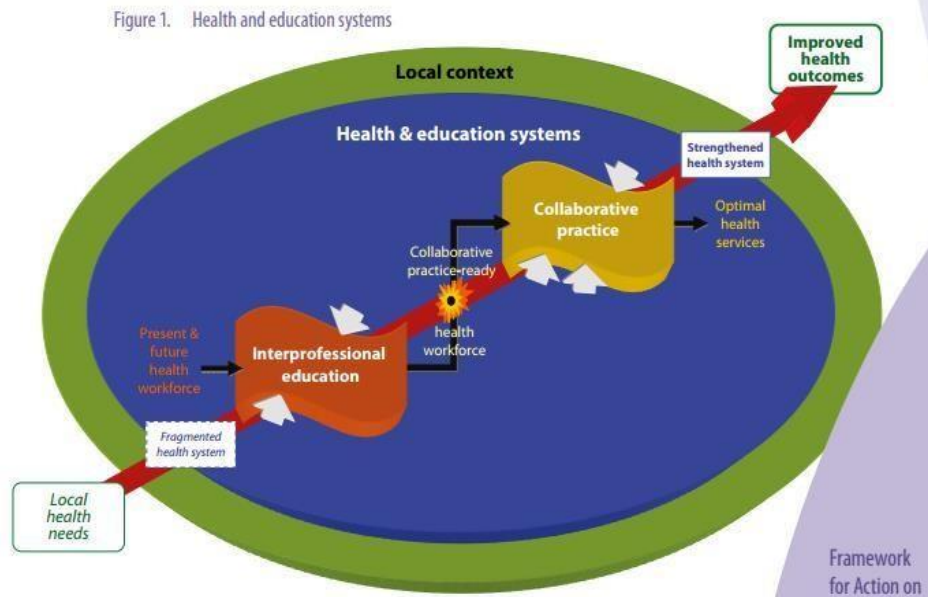 Figure 1. Health and education systems
Improved
health
outcomes
Local context
Health & education systems
Strengthened
health system
Collaborative
practice
Optimal
health
services
Collaborative
practice-ready
health
workforce
Present &
future
health
workforce
Interprofessional
education
Fragmented
health system
Local
health
needs
Framework
for Action on